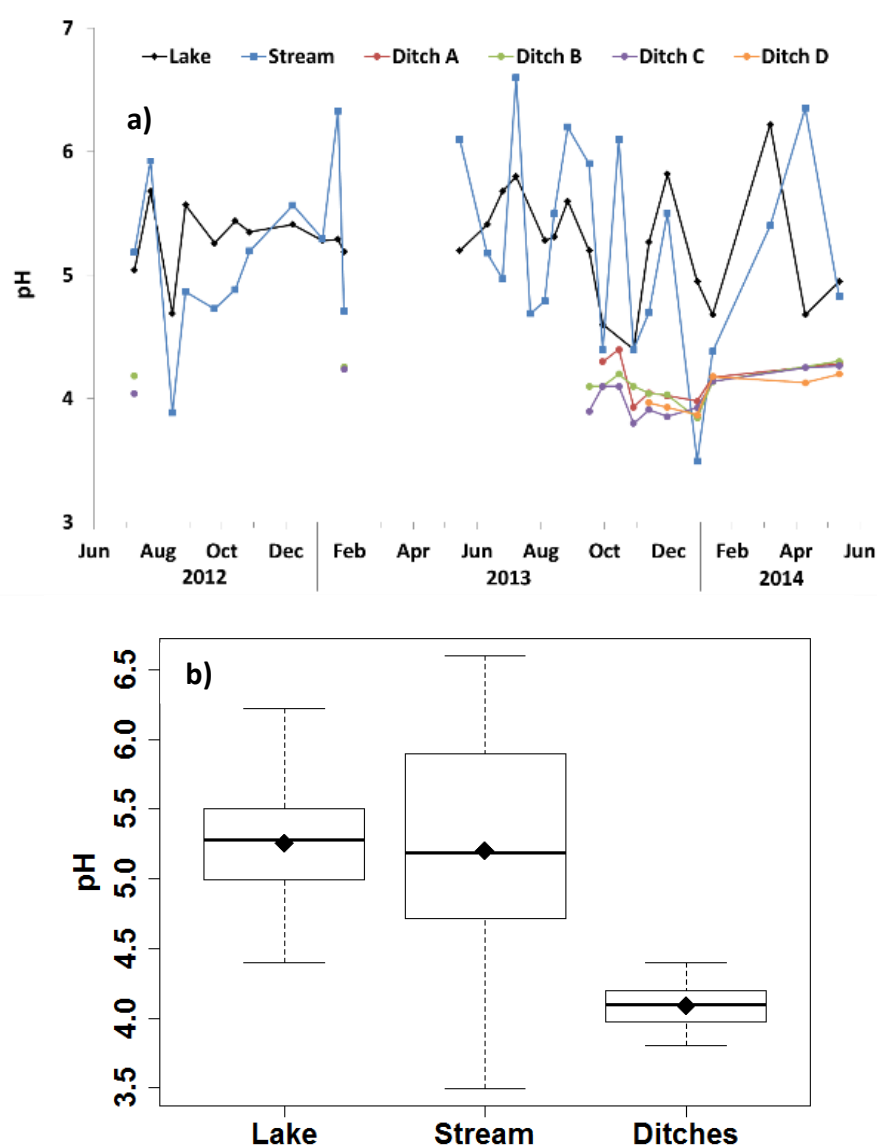 7
Lake Stream Ditch A Ditch B Ditch C Ditch D
a)
6
5
pH
4
3
Jun Aug Oct Dec Feb Apr Jun Aug Oct Dec Feb Apr Jun
2012 2013 2014
b)
6.5
6.0
5.5
5.0
4.5
4.0
3.5
pH
Lake Stream Ditches